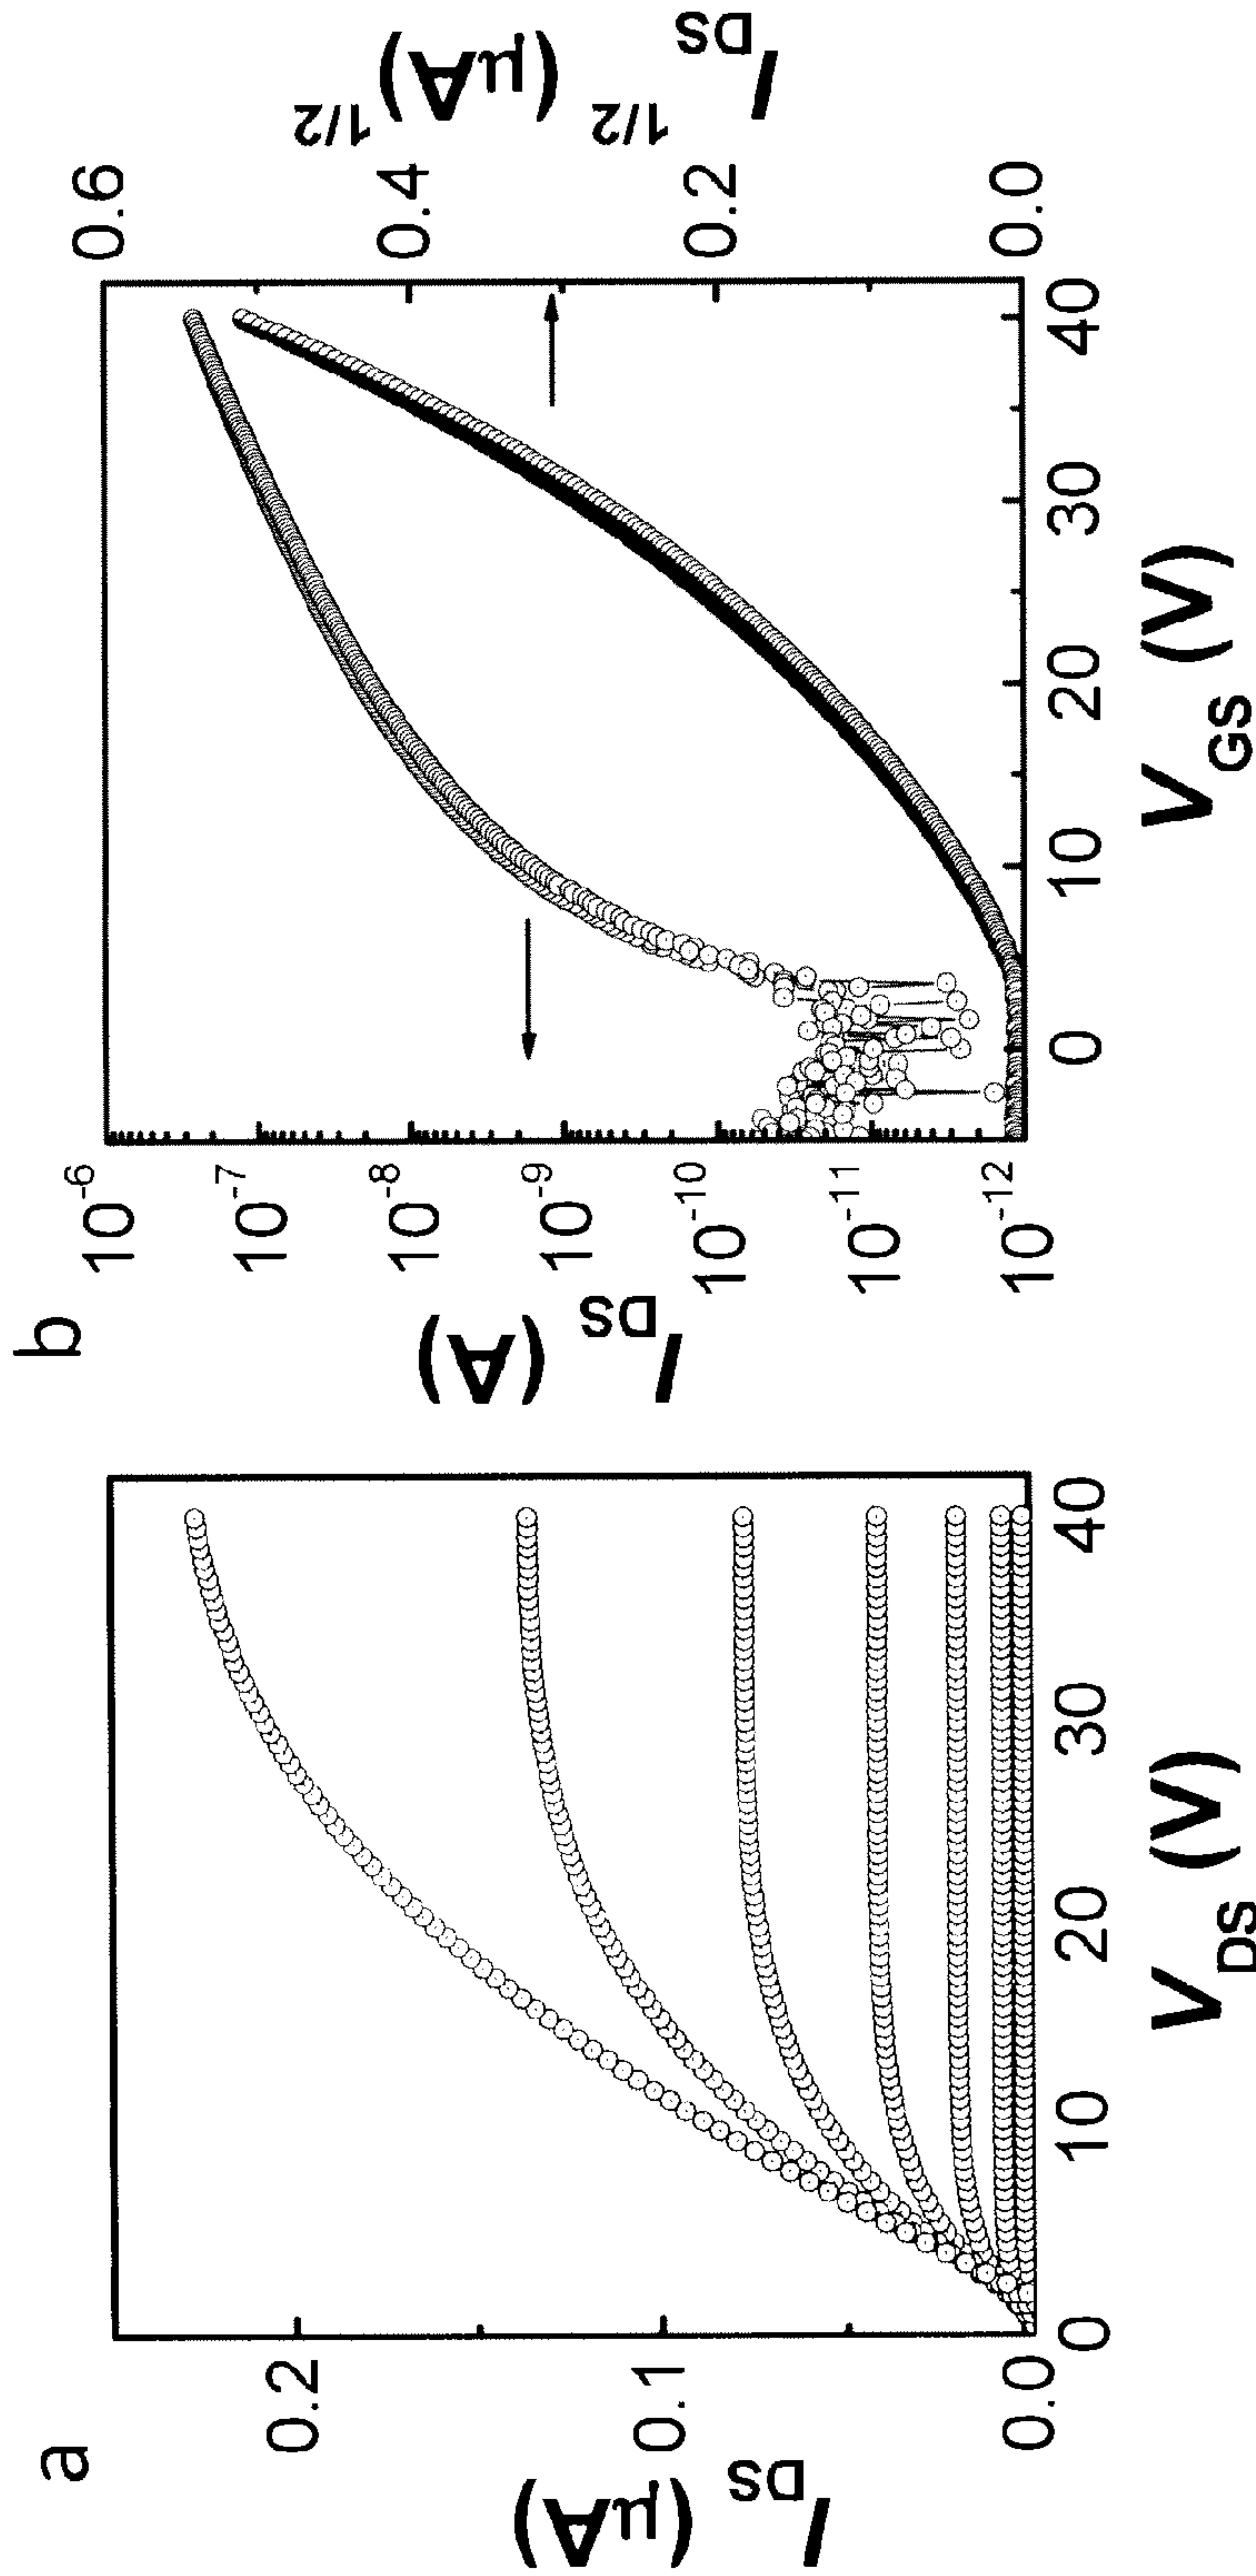 a
I_DS (μA)
0.2
0.1
0.0
0 10 20 30 40
V_DS (V)
b
I_DS (A)
10^-6
10^-7
10^-8
10^-9
10^-10
10^-11
10^-12
0 10 20 30 40
V_GS (V)
0.6
0.4
0.2
0.0
I_DS^1/2 (μA)^1/2